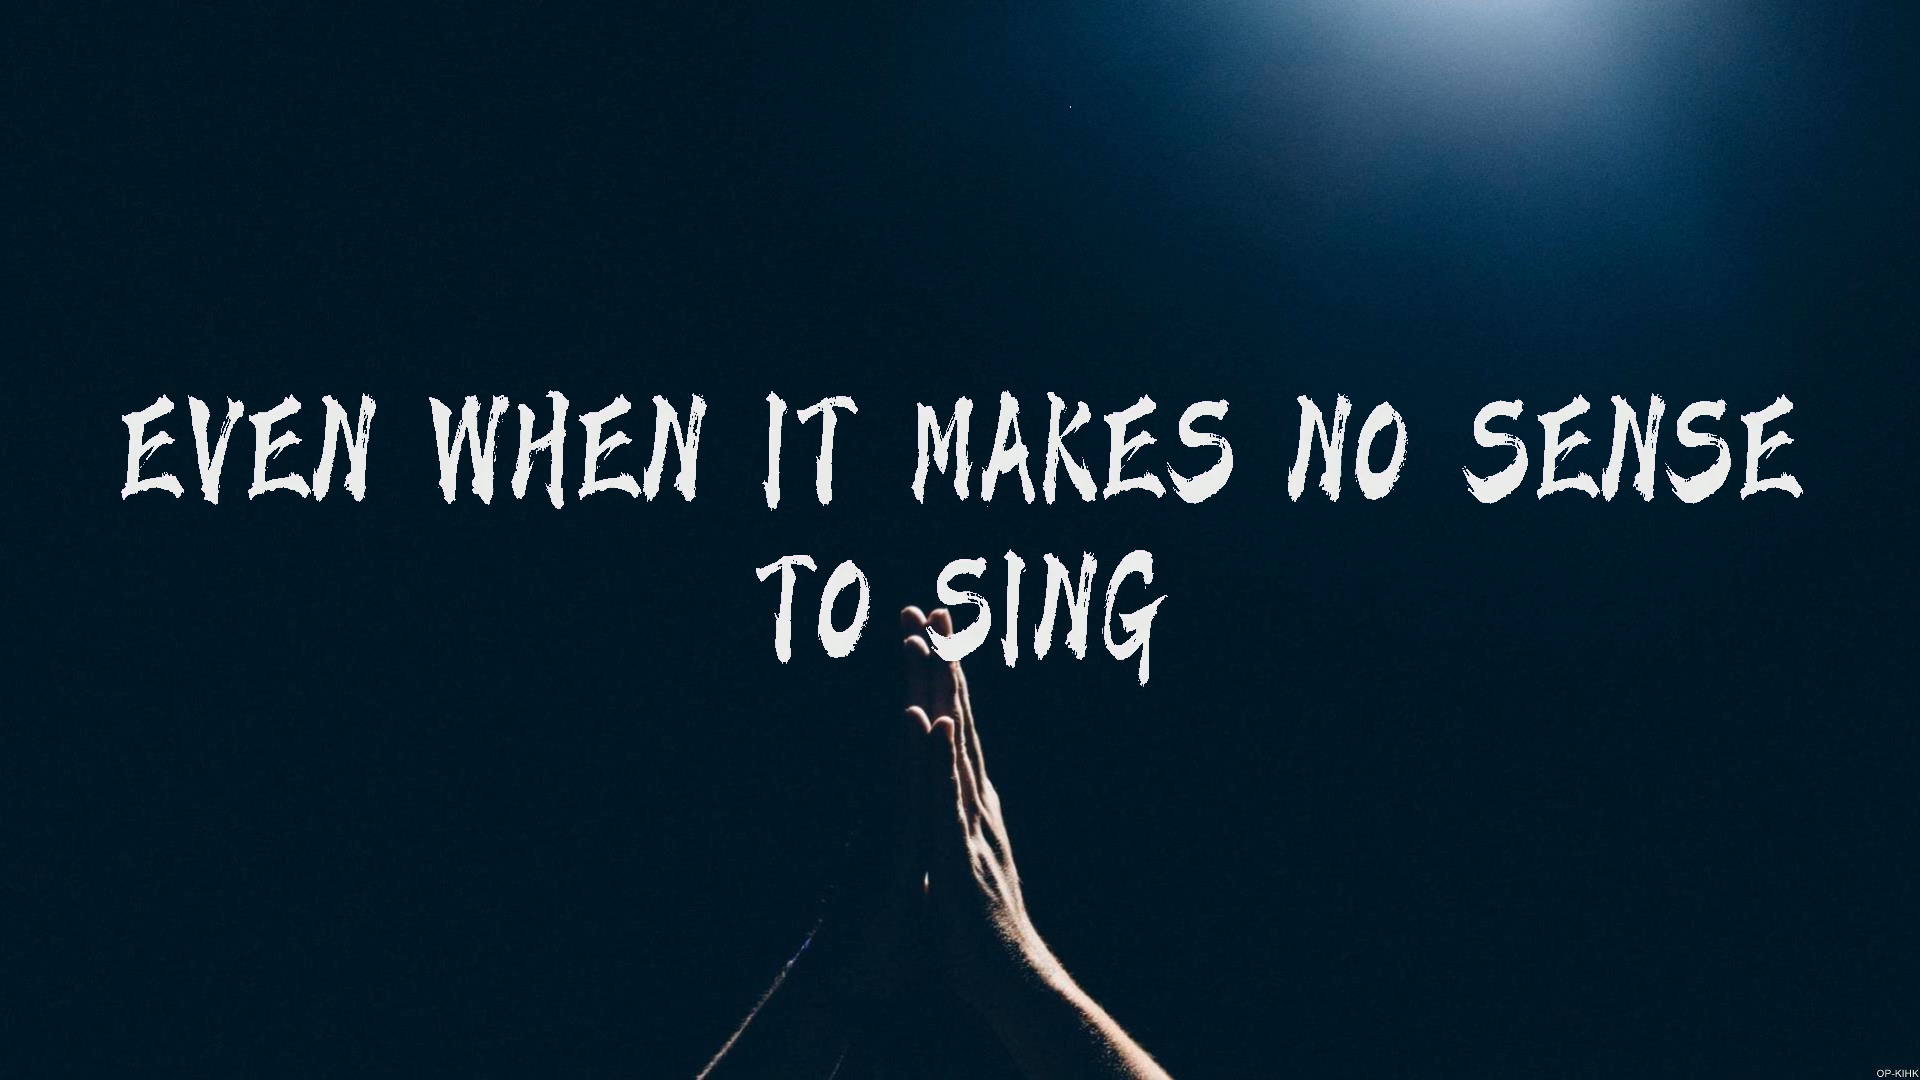 EVEN WHEN IT MAKES NO SENSE
TO SING
OP-KIHK